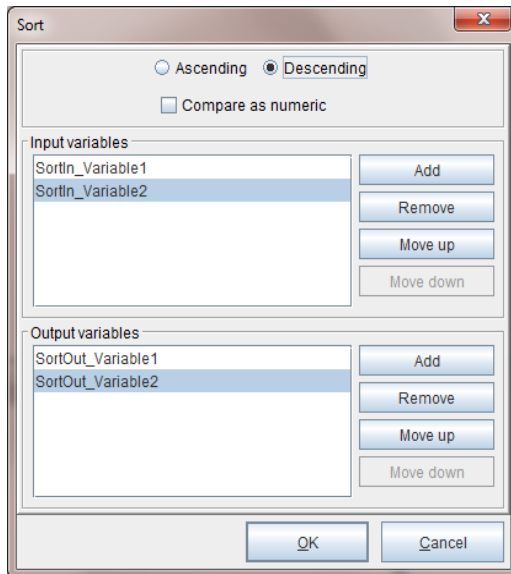 Sort
Ascending Descending
Compare as numeric
Input variables
SortIn_Variable1
SortIn_Variable2
Add
Remove
Move up
Move down
Output variables
SortOut_Variable1
SortOut_Variable2
Add
Remove
Move up
Move down
OK Cancel